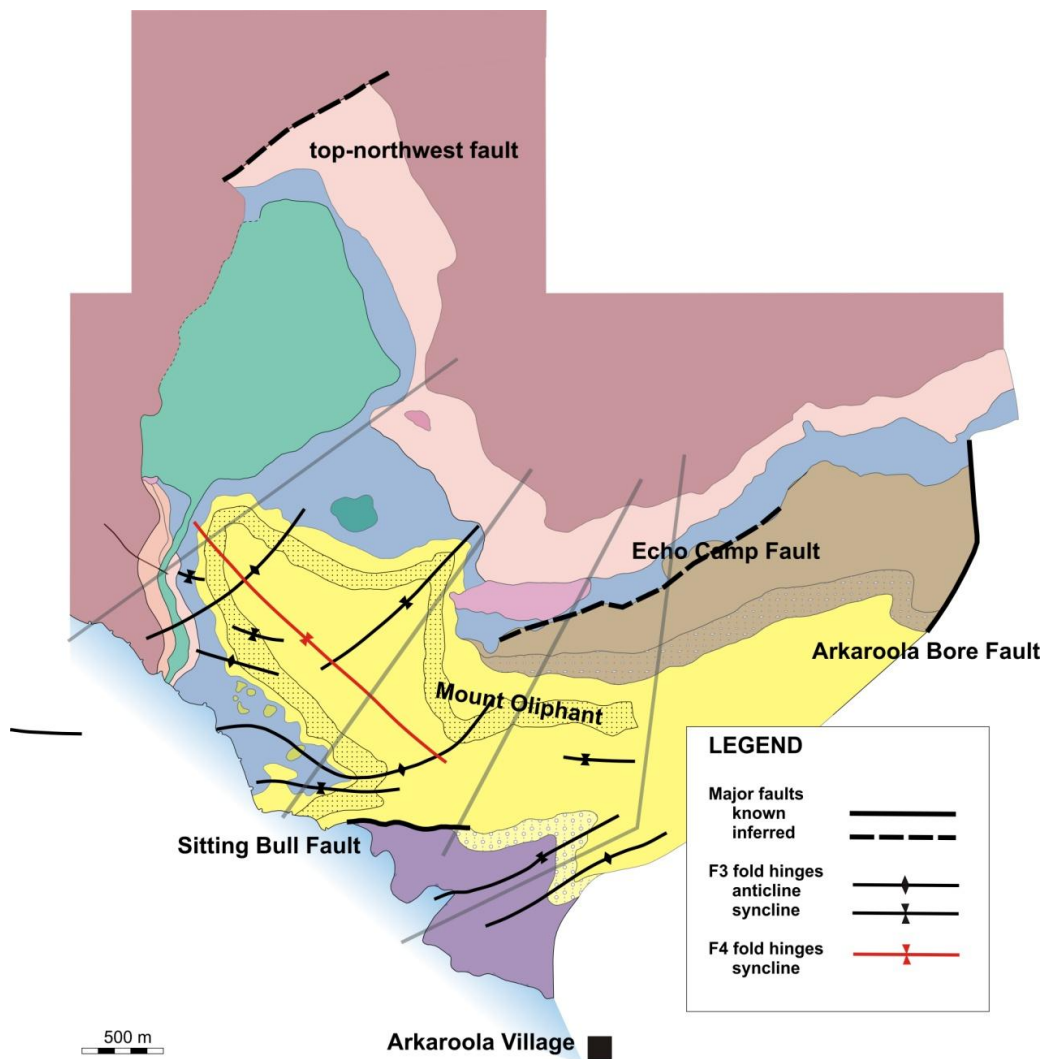 top-northwest fault
Echo Camp Fault
Arkaroola Bore Fault
Mount Oliphant
Sitting Bull Fault
LEGEND
Major faults
known
inferred
F3 fold hinges
anticline
syncline
F4 fold hinges
syncline
500 m
Arkaroola Village